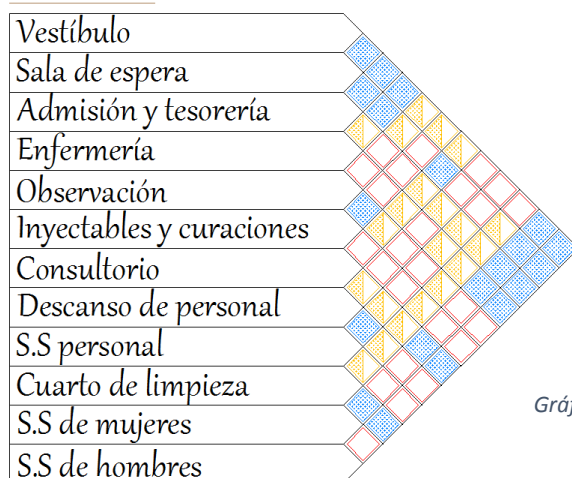 Vestíbulo
Sala de espera
Admisión y tesorería
Enfermería
Observación
Inyectables y curaciones
Consultorio
Descanso de personal
S.S personal
Cuarto de limpieza
S.S de mujeres
S.S de hombres